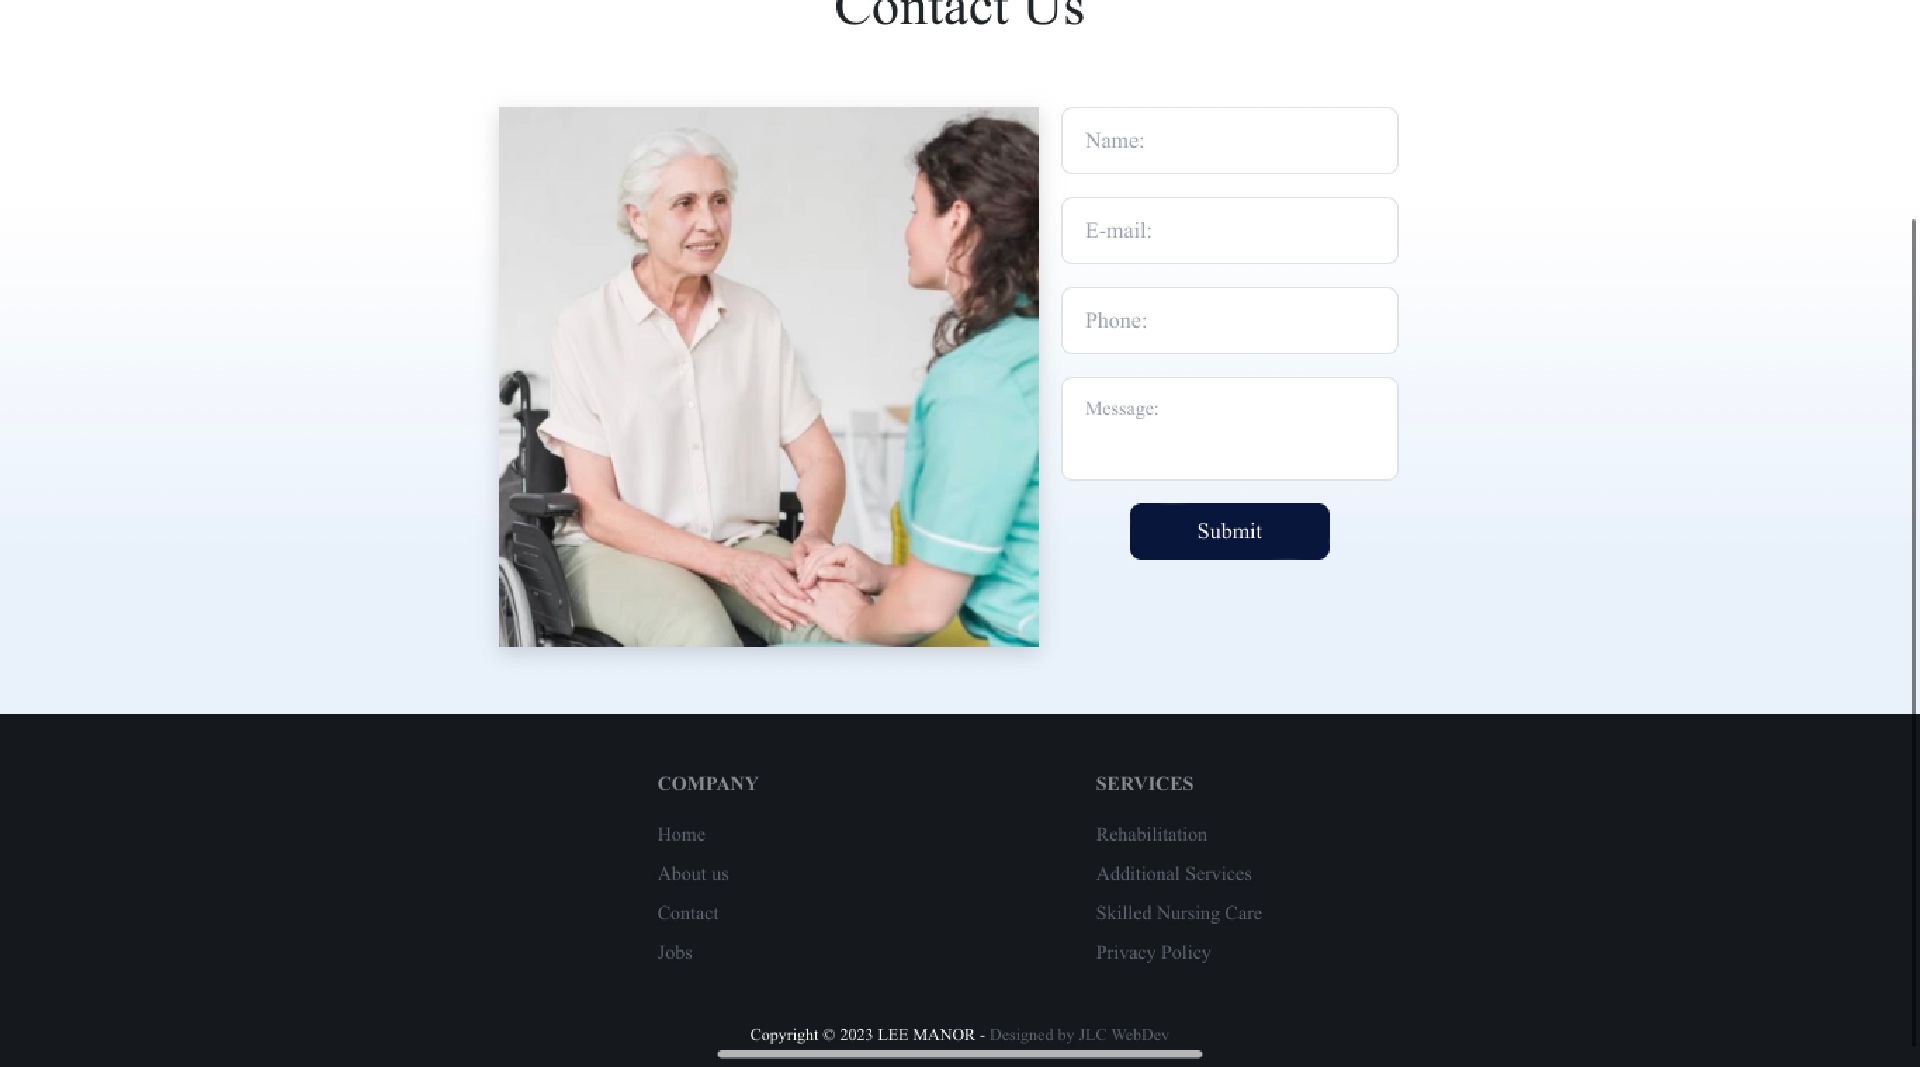 Contact Us
Name:
E-mail:
Phone:
Message:
Submit
COMPANY
Home
About us
Contact
Jobs
SERVICES
Rehabilitation
Additional Services
Skilled Nursing Care
Privacy Policy
Copyright © 2023 LEE MANOR - Designed by JLC WebDev